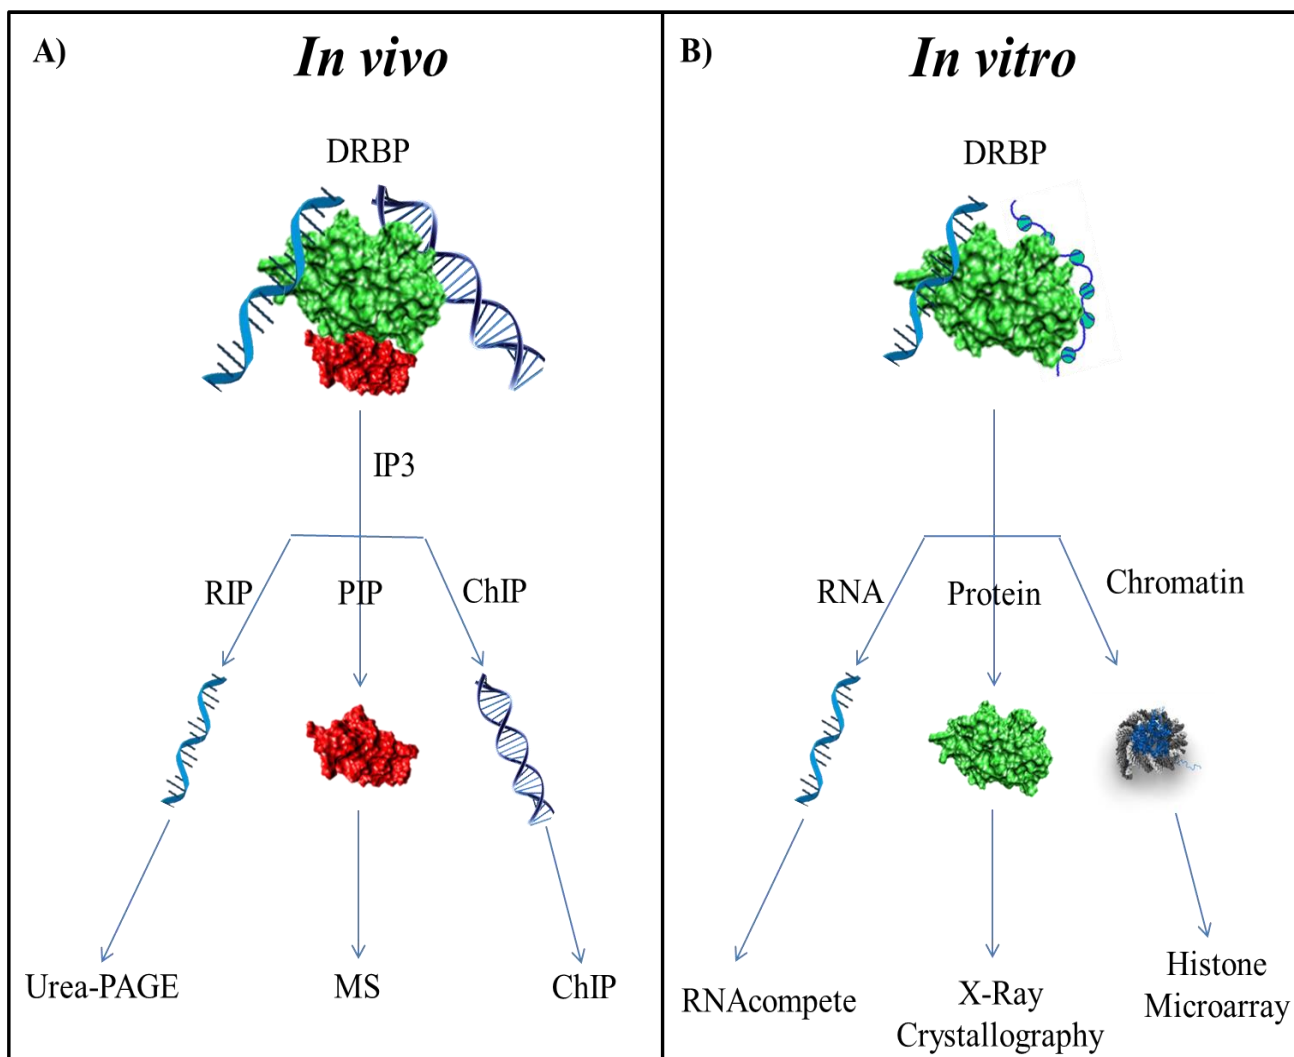 A)
In vivo
DRBP
IP3
RIP
PIP
ChIP
Urea-PAGE
MS
ChIP
B)
In vitro
DRBP
RNA
Protein
Chromatin
RNAcompete
X-Ray
Crystallography
Histone
Microarray